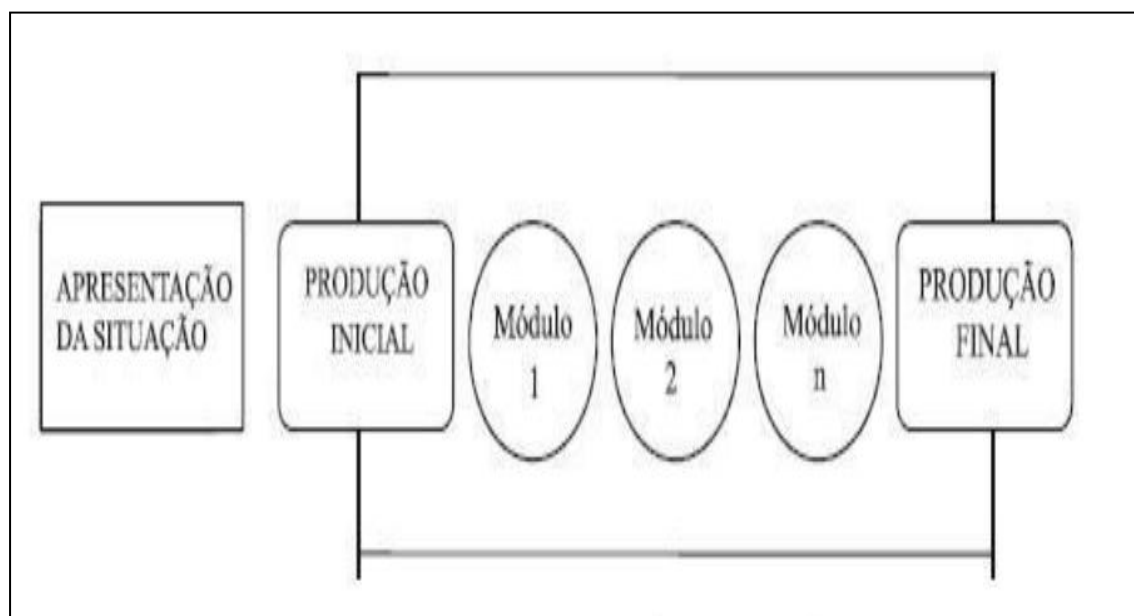 APRESENTAÇÃO
DA SITUAÇÃO
PRODUÇÃO
INICIAL
Módulo
1
Módulo
2
Módulo
n
PRODUÇÃO
FINAL